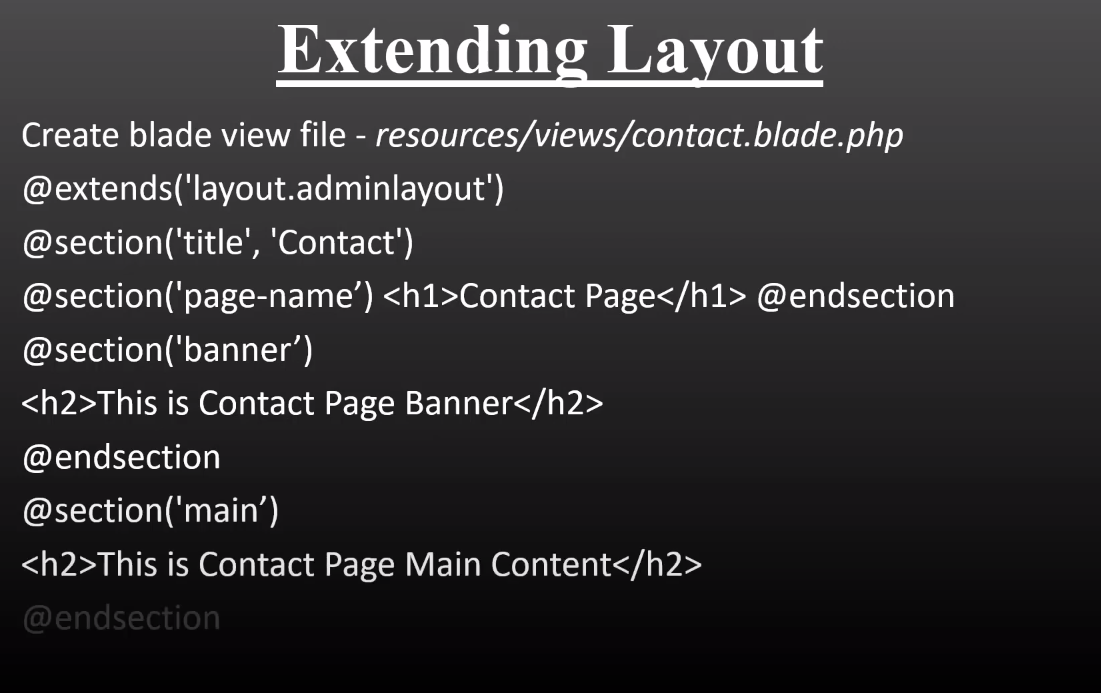 Extending Layout
Create blade view file - resources/views/contact.blade.php
@extends('layout.adminlayout')
@section('title', 'Contact')
@section('page-name’) <h1>Contact Page</h1> @endsection
@section('banner’)
<h2>This is Contact Page Banner</h2>
@endsection
@section('main’)
<h2>This is Contact Page Main Content</h2>
@endsection